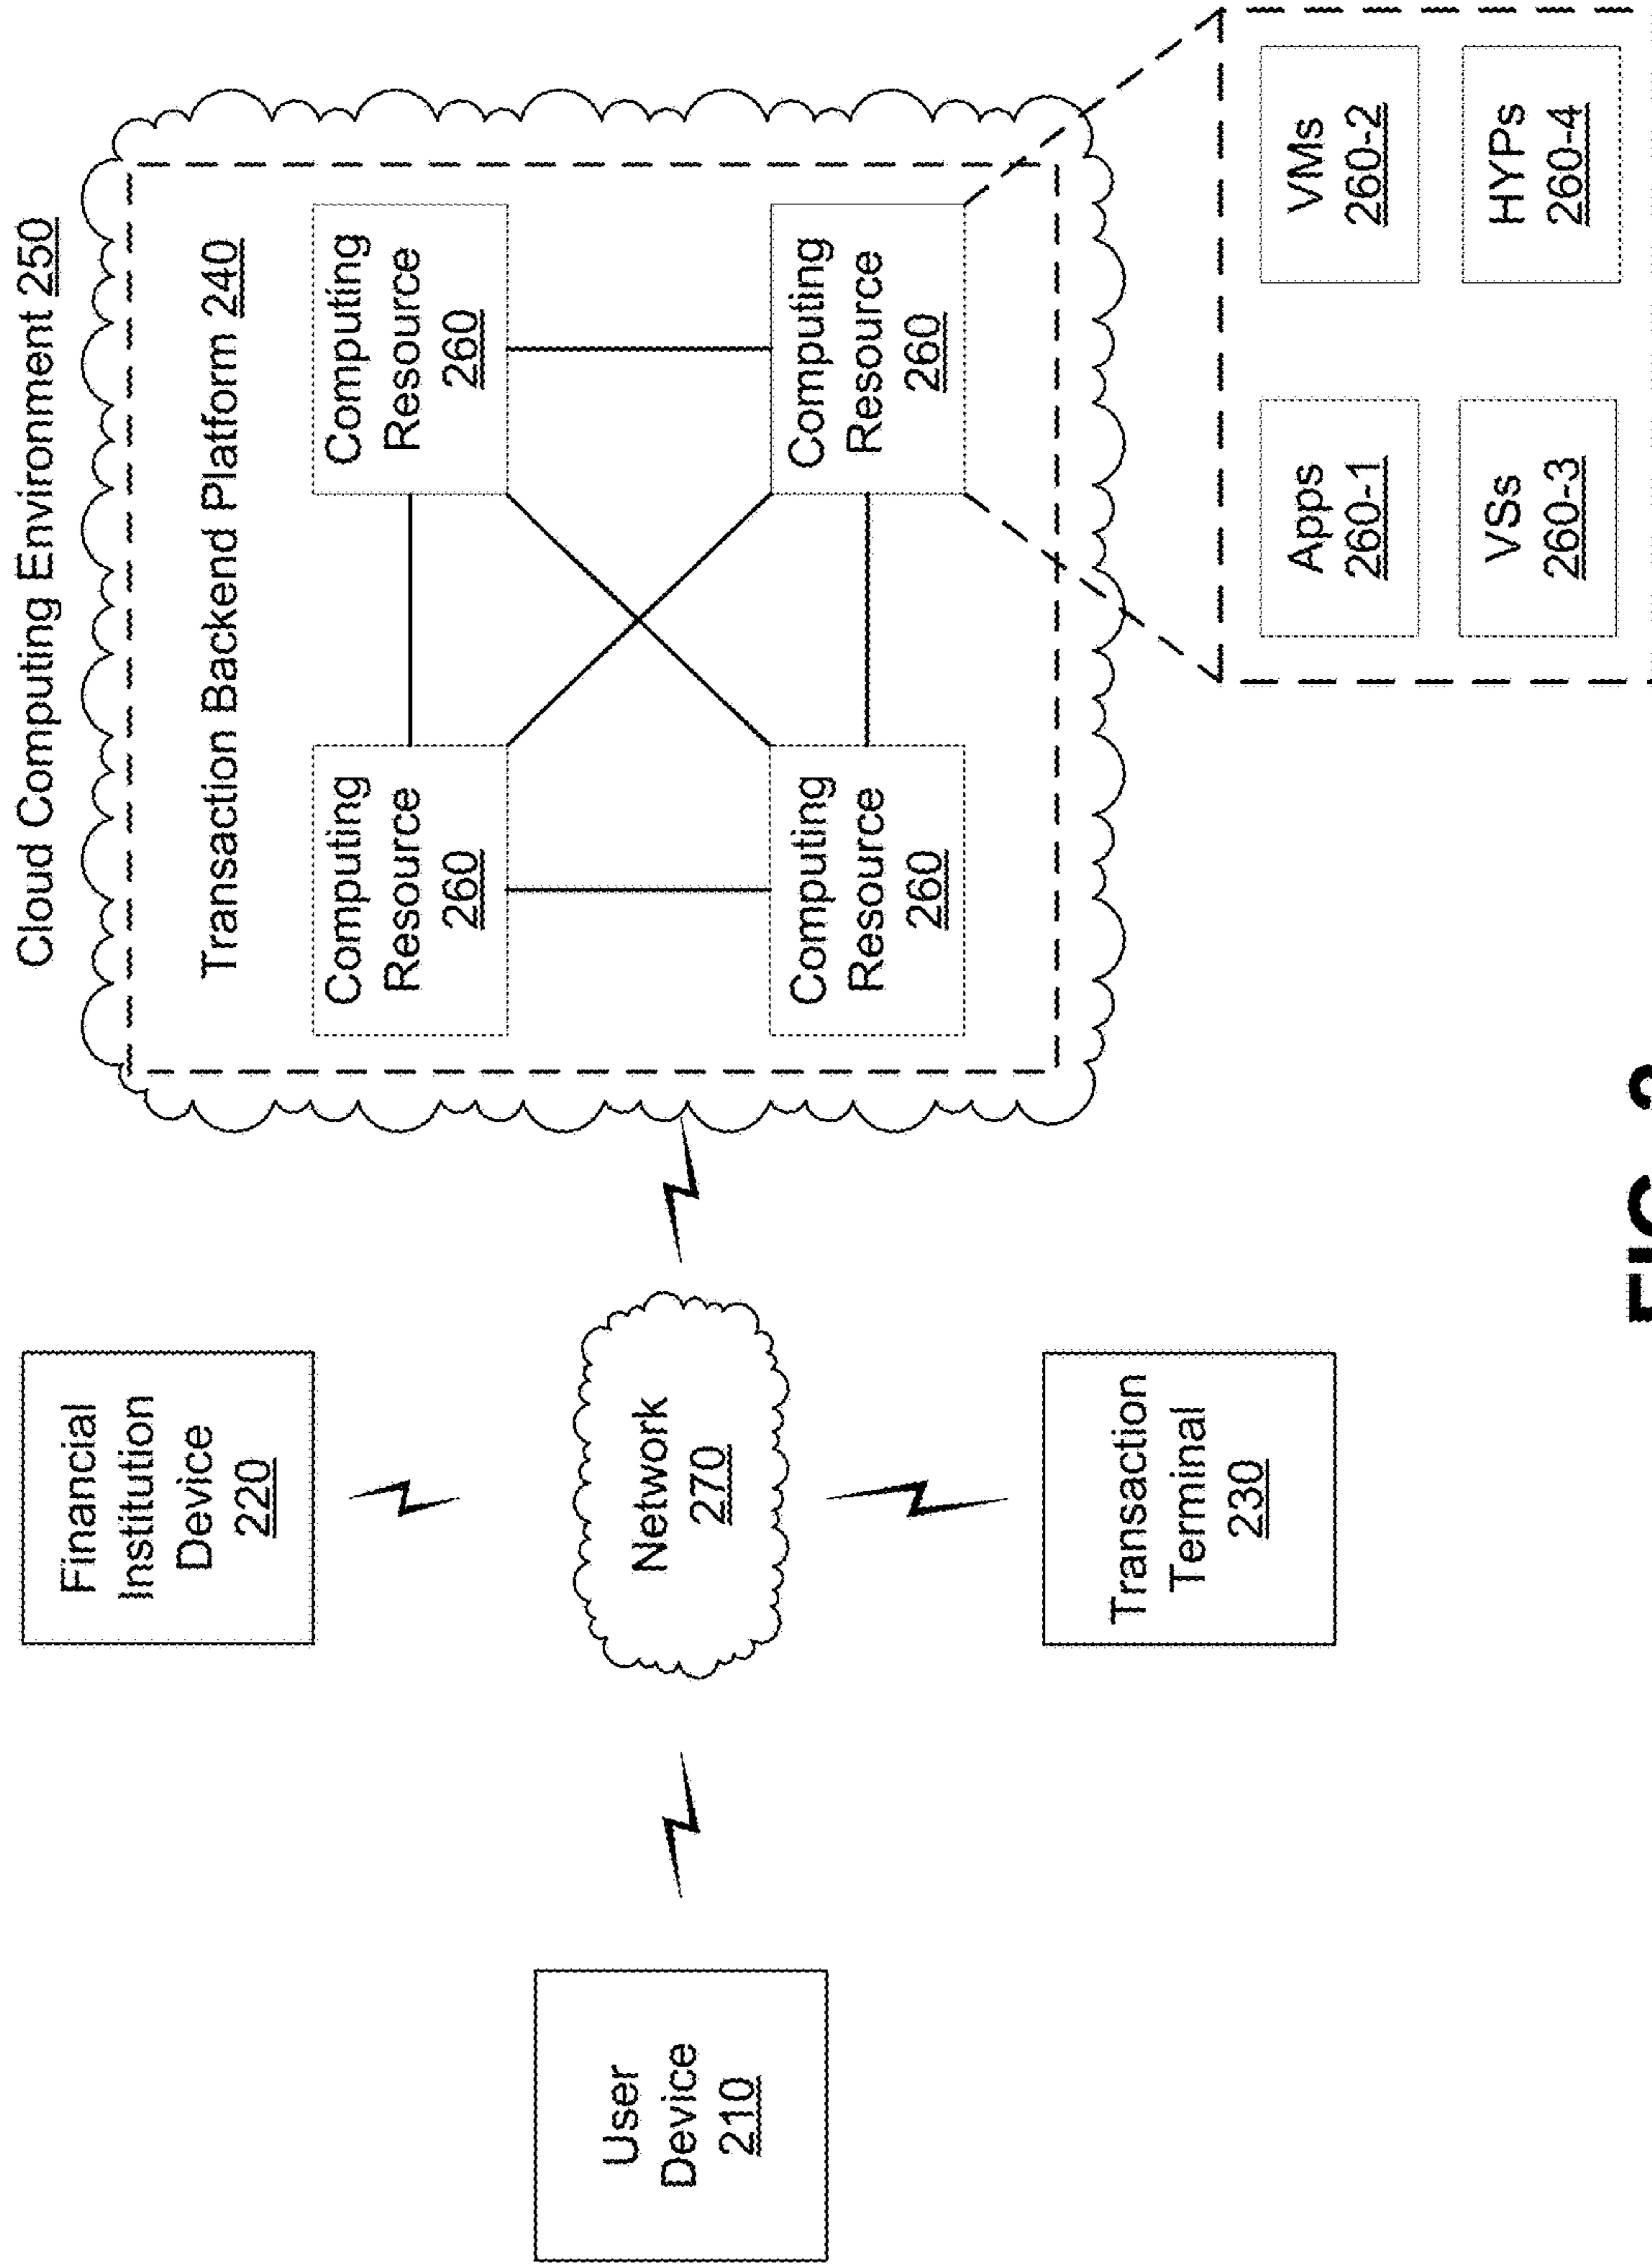 Cloud Computing Environment 250
Transaction Backend Platform 240
Financial
Institution
Device
220
Computing
Resource
260
Computing
Resource
260
User
Device
210
Network
270
Computing
Resource
260
Computing
Resource
260
Transaction
Terminal
230
Apps
260-1
VMs
260-2
VSs
260-3
HYPs
260-4